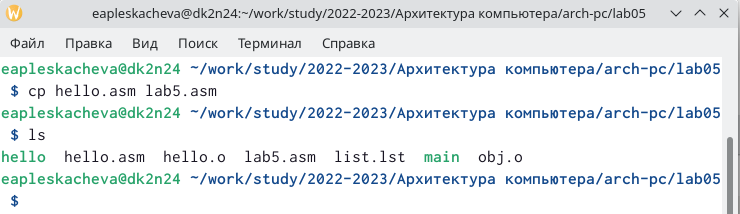 eapleskacheva@dk2n24:~/work/study/2022-2023/Архитектура компьютера/arch-pc/lab05
Файл Правка Вид Поиск Терминал Справка
eapleskacheva@dk2n24 ~/work/study/2022-2023/Архитектура компьютера/arch-pc/lab05
$ cp hello.asm lab5.asm
eapleskacheva@dk2n24 ~/work/study/2022-2023/Архитектура компьютера/arch-pc/lab05
$ ls
hello hello.asm hello.o lab5.asm list.lst main obj.o
eapleskacheva@dk2n24 ~/work/study/2022-2023/Архитектура компьютера/arch-pc/lab05
$